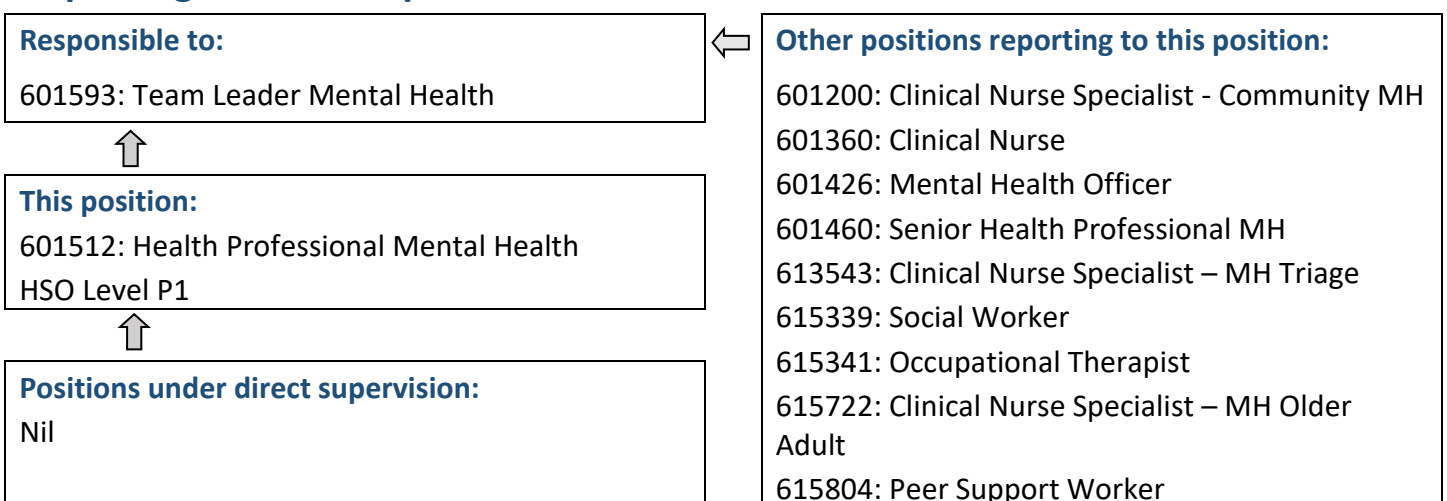 Responsible to:
601593: Team Leader Mental Health
This position:
601512: Health Professional Mental Health
HSO Level P1
Positions under direct supervision:
Nil
Other positions reporting to this position:
601200: Clinical Nurse Specialist - Community MH
601360: Clinical Nurse
601426: Mental Health Officer
601460: Senior Health Professional MH
613543: Clinical Nurse Specialist – MH Triage
615339: Social Worker
615341: Occupational Therapist
615722: Clinical Nurse Specialist – MH Older
Adult
615804: Peer Support Worker